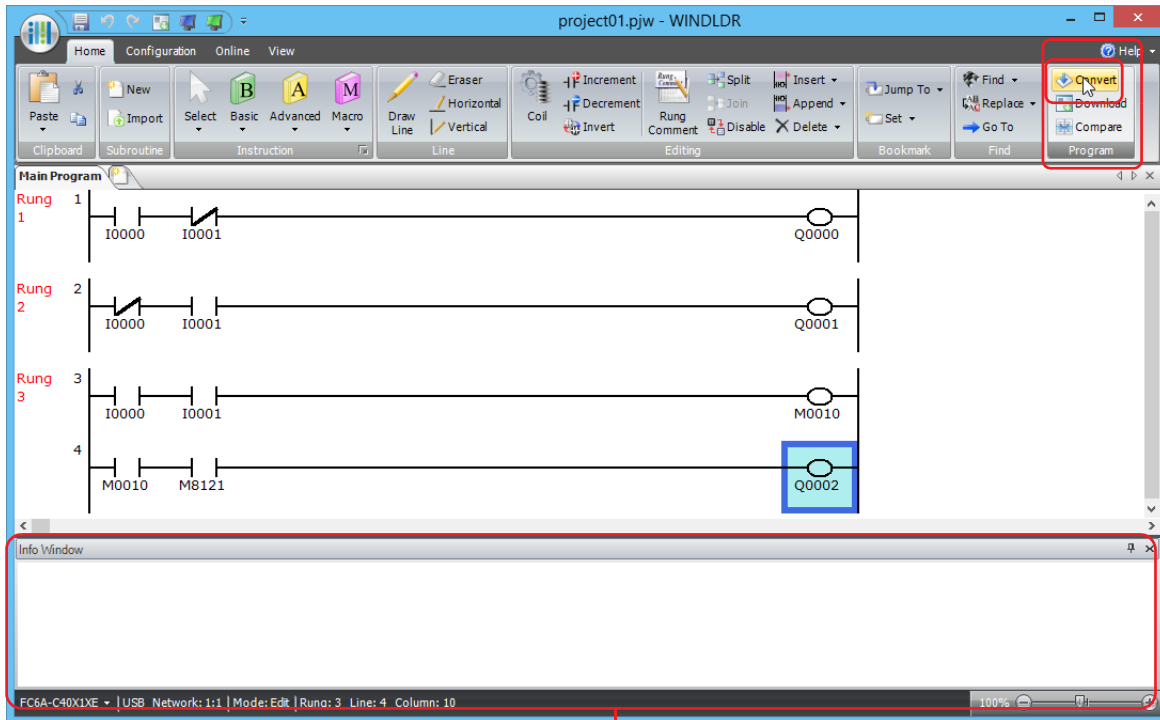 project01.pjw - WINDLDR
Home Configuration Online View Help
Paste
Clipboard
New
Import
Subroutine
Select B Basic A Advanced M Macro
Instruction
Draw Line
Eraser
Horizontal
Vertical
Line
Coil
Increment
Decrement
Invert
Rung Comment
Split
Join
Disable
Insert
Append
Delete
Editing
Jump To
Set
Bookmark
Find
Replace
Go To
Find
Convert
Download
Compare
Program
Main Program
Rung 1
1
I0000 I0001 Q0000
Rung 2
2
I0000 I0001 Q0001
Rung 3
3
I0000 I0001 M0010
4
M0010 M8121 Q0002
Info Window
FC6A-C40X1XE USB Network: 1:1 | Mode: Edit | Rung: 3 Line: 4 Column: 10 100%